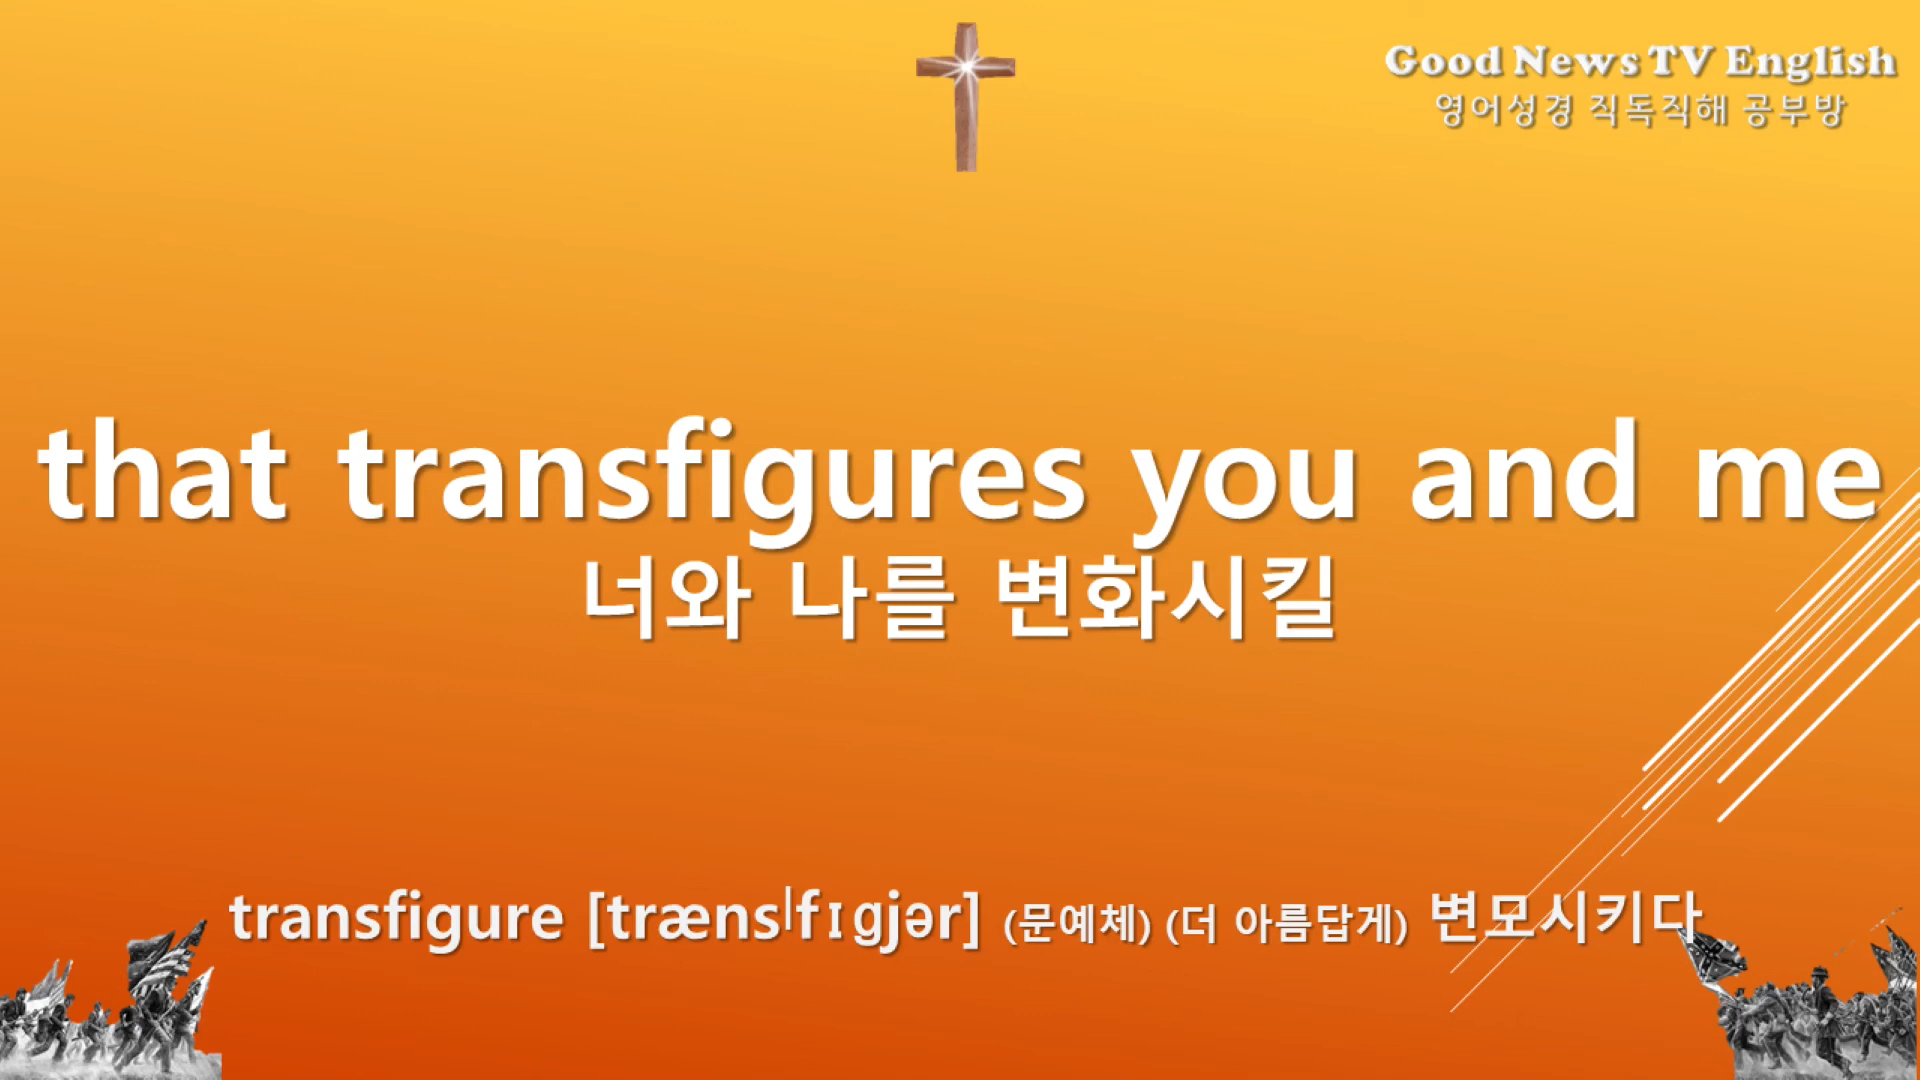 Good News TV English
영어성경 직독직해 공부방
that transfigures you and me
너와 나를 변화시킬
transfigure [træns|fɪgjər] (문예체) (더 아름답게) 변모시키다